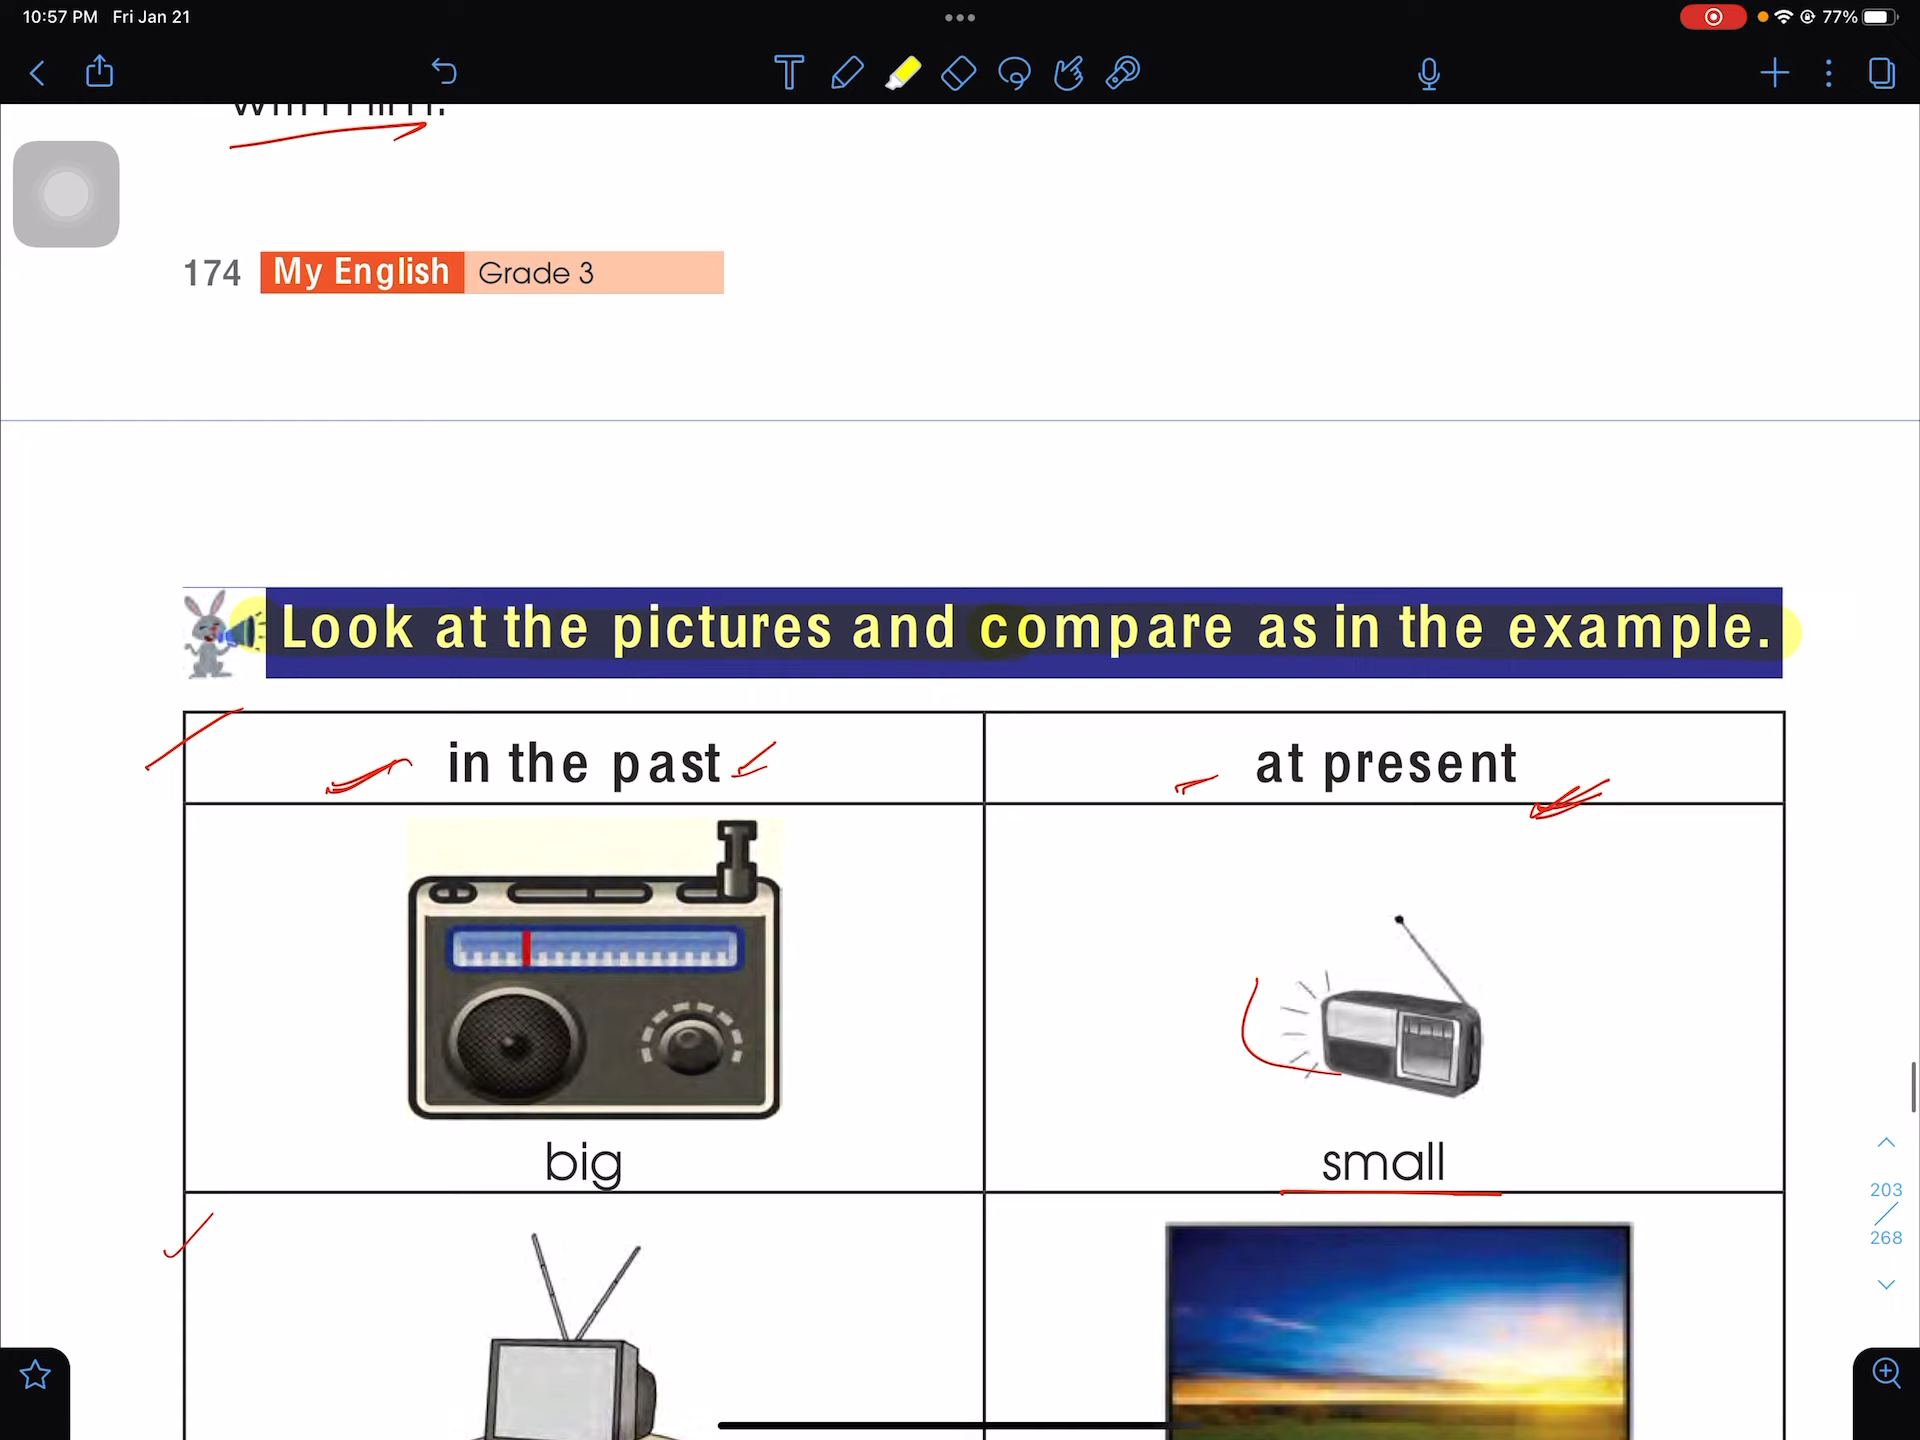 10:57 PM Fri Jan 21
77%
174 My English Grade 3
Look at the pictures and compare as in the example.
in the past
at present
big
small
203
268